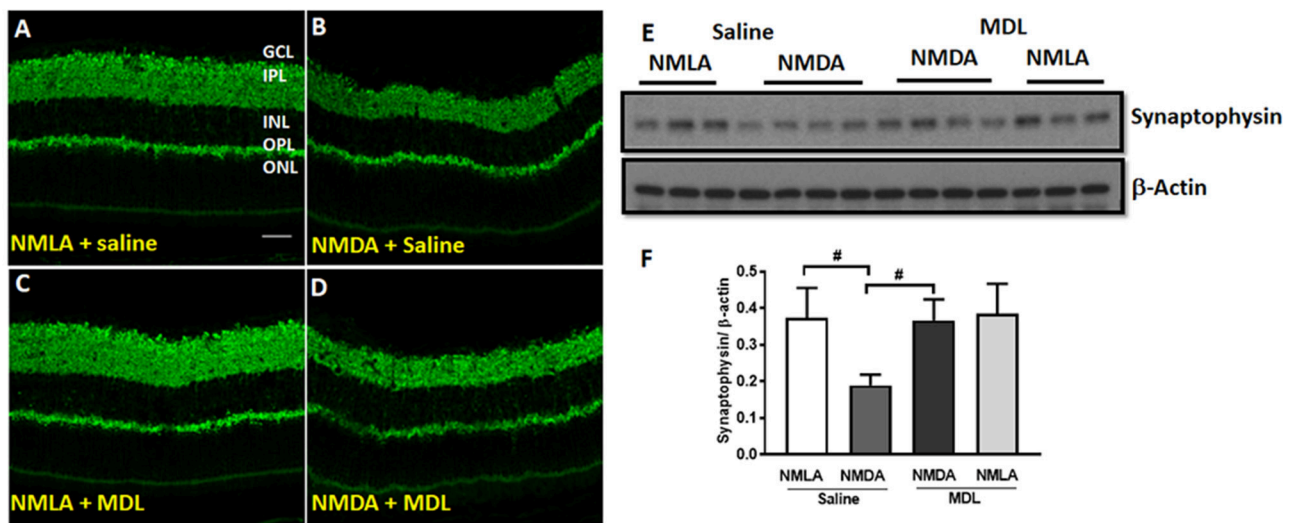 A
GCL
IPL
INL
OPL
ONL
NMLA + saline
B
NMDA + Saline
C
NMLA + MDL
D
NMDA + MDL
E
Saline MDL
NMLA NMDA NMDA NMLA
Synaptophysin
β-Actin
F
# #
Synaptophysin/ β-actin
0.5
0.4
0.3
0.2
0.1
0.0
NMLA NMDA NMDA NMLA
Saline MDL